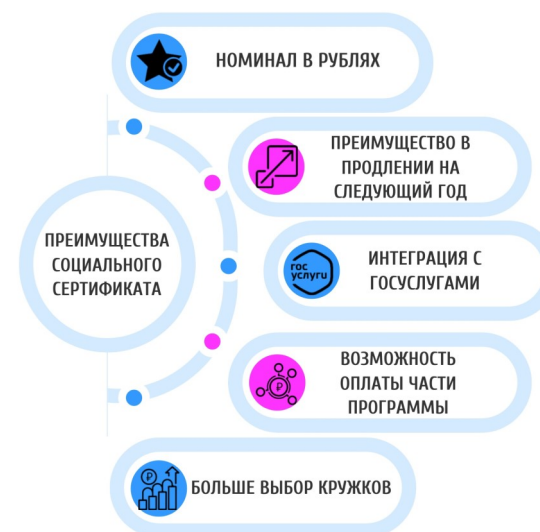 НОМИНАЛ В РУБЛЯХ
ПРЕИМУЩЕСТВО В
ПРОДЛЕНИИ НА
СЛЕДУЮЩИЙ ГОД
ПРЕИМУЩЕСТВА
СОЦИАЛЬНОГО
СЕРТИФИКАТА
гос
услуги
ИНТЕГРАЦИЯ С
ГОСУСЛУГАМИ
ВОЗМОЖНОСТЬ
ОПЛАТЫ ЧАСТИ
ПРОГРАММЫ
₽
₽
БОЛЬШЕ ВЫБОР КРУЖКОВ